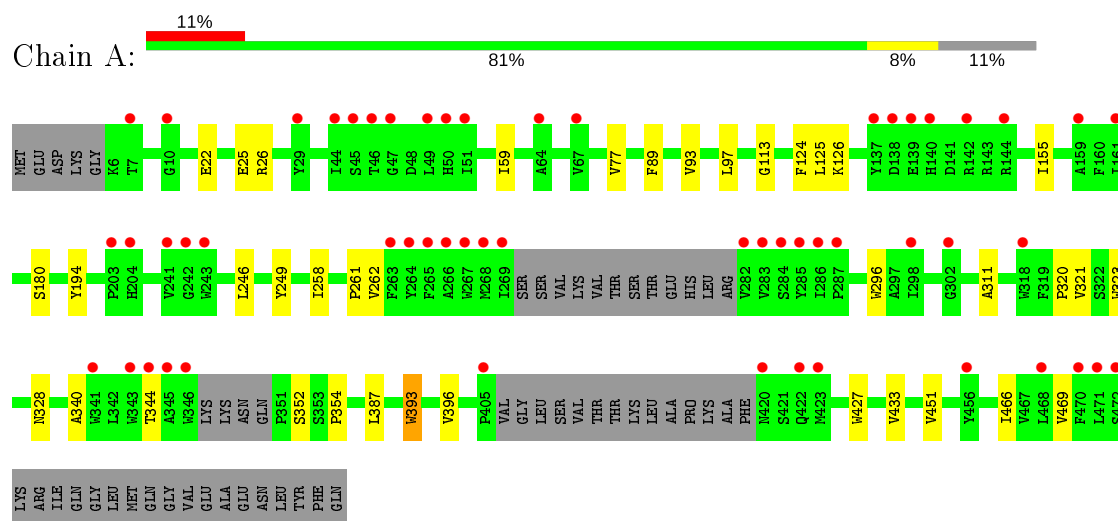 11%
Chain A:
81% 8% 11%
MET GLU ASP LYS GLY K6 T7 G10 E22 E25 R26 Y29 I44 S45 T46 G47 D48 L49 H50 I51 I59 A64 V67 V77 F89 V93 L97 G113 F124 L125 K126 Y137 D138 E139 H140 D141 R142 R143 R144 I155 A159 F160 I161
S180 Y194 P203 H204 V241 G242 W243 L246 Y249 I258 P261 V262 F263 Y264 F265 A266 W267 M268 I269 SER SER VAL LYS VAL THR SER THR GLU HIS LEU ARG V282 V283 S284 Y285 I286 P287 W296 A297 I298 G302 A311 W318 F319 P320 V321 S322 W323
N328 A340 W341 L342 W343 T344 A345 W346 LYS LYS ASN GLN P351 S352 S353 P354 L387 W393 V396 P405 VAL GLY LEU SER VAL THR THR LYS LEU ALA PRO LYS ALA PHE N420 S421 Q422 M423 W427 V433 V451 Y456 I466 V467 L468 V469 F470 L471 S472
LYS ARG ILE GLN GLY LEU MET GLN GLY VAL GLU ALA GLU ASN LEU TYR PHE GLN